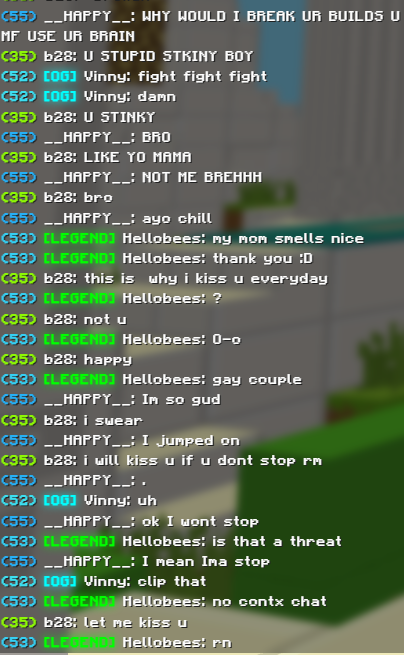 (55) __HAPPY__: WHY WOULD I BREAK UR BUILDS U
MF USE UR BRAIN
(35) b28: U STUPID STKINY BOY
(52) [OG] Vinny: fight fight fight
(52) [OG] Vinny: damn
(35) b28: U STINKY
(55) __HAPPY__: BRO
(35) b28: LIKE YO MAMA
(55) __HAPPY__: NOT ME BREHHH
(35) b28: bro
(55) __HAPPY__: ayo chill
(53) [LEGEND] Hellobees: my mom smells nice
(53) [LEGEND] Hellobees: thank you :D
(35) b28: this is  why i kiss u everyday
(53) [LEGEND] Hellobees: ?
(35) b28: not u
(53) [LEGEND] Hellobees: O-o
(35) b28: happy
(53) [LEGEND] Hellobees: gay couple
(55) __HAPPY__: Im so gud
(35) b28: i swear
(55) __HAPPY__: I jumped on
(35) b28: i will kiss u if u dont stop rm
(55) __HAPPY__: .
(52) [OG] Vinny: uh
(55) __HAPPY__: ok I wont stop
(53) [LEGEND] Hellobees: is that a threat
(55) __HAPPY__: I mean Ima stop
(52) [OG] Vinny: clip that
(53) [LEGEND] Hellobees: no contx chat
(35) b28: let me kiss u
(53) [LEGEND] Hellobees: rn